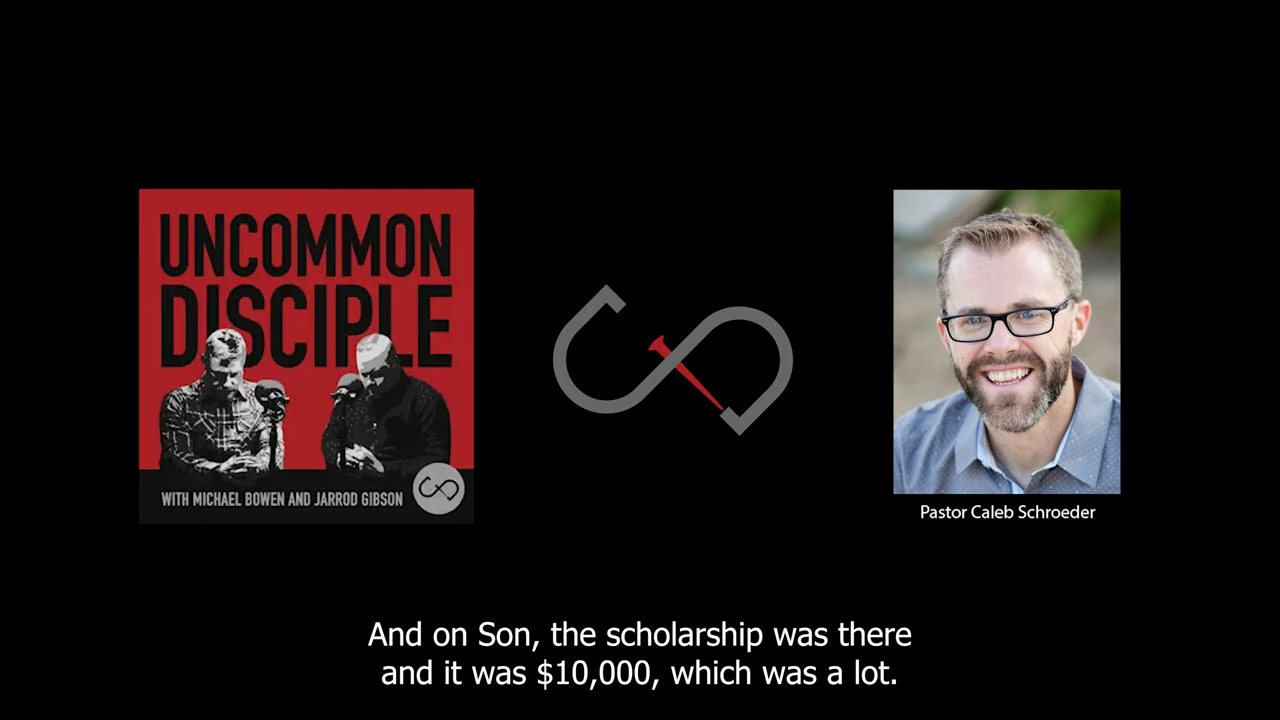 UNCOMMON
DISCIPLE
WITH MICHAEL BOWEN AND JARROD GIBSON
Pastor Caleb Schroeder
And on Son, the scholarship was there
and it was $10,000, which was a lot.